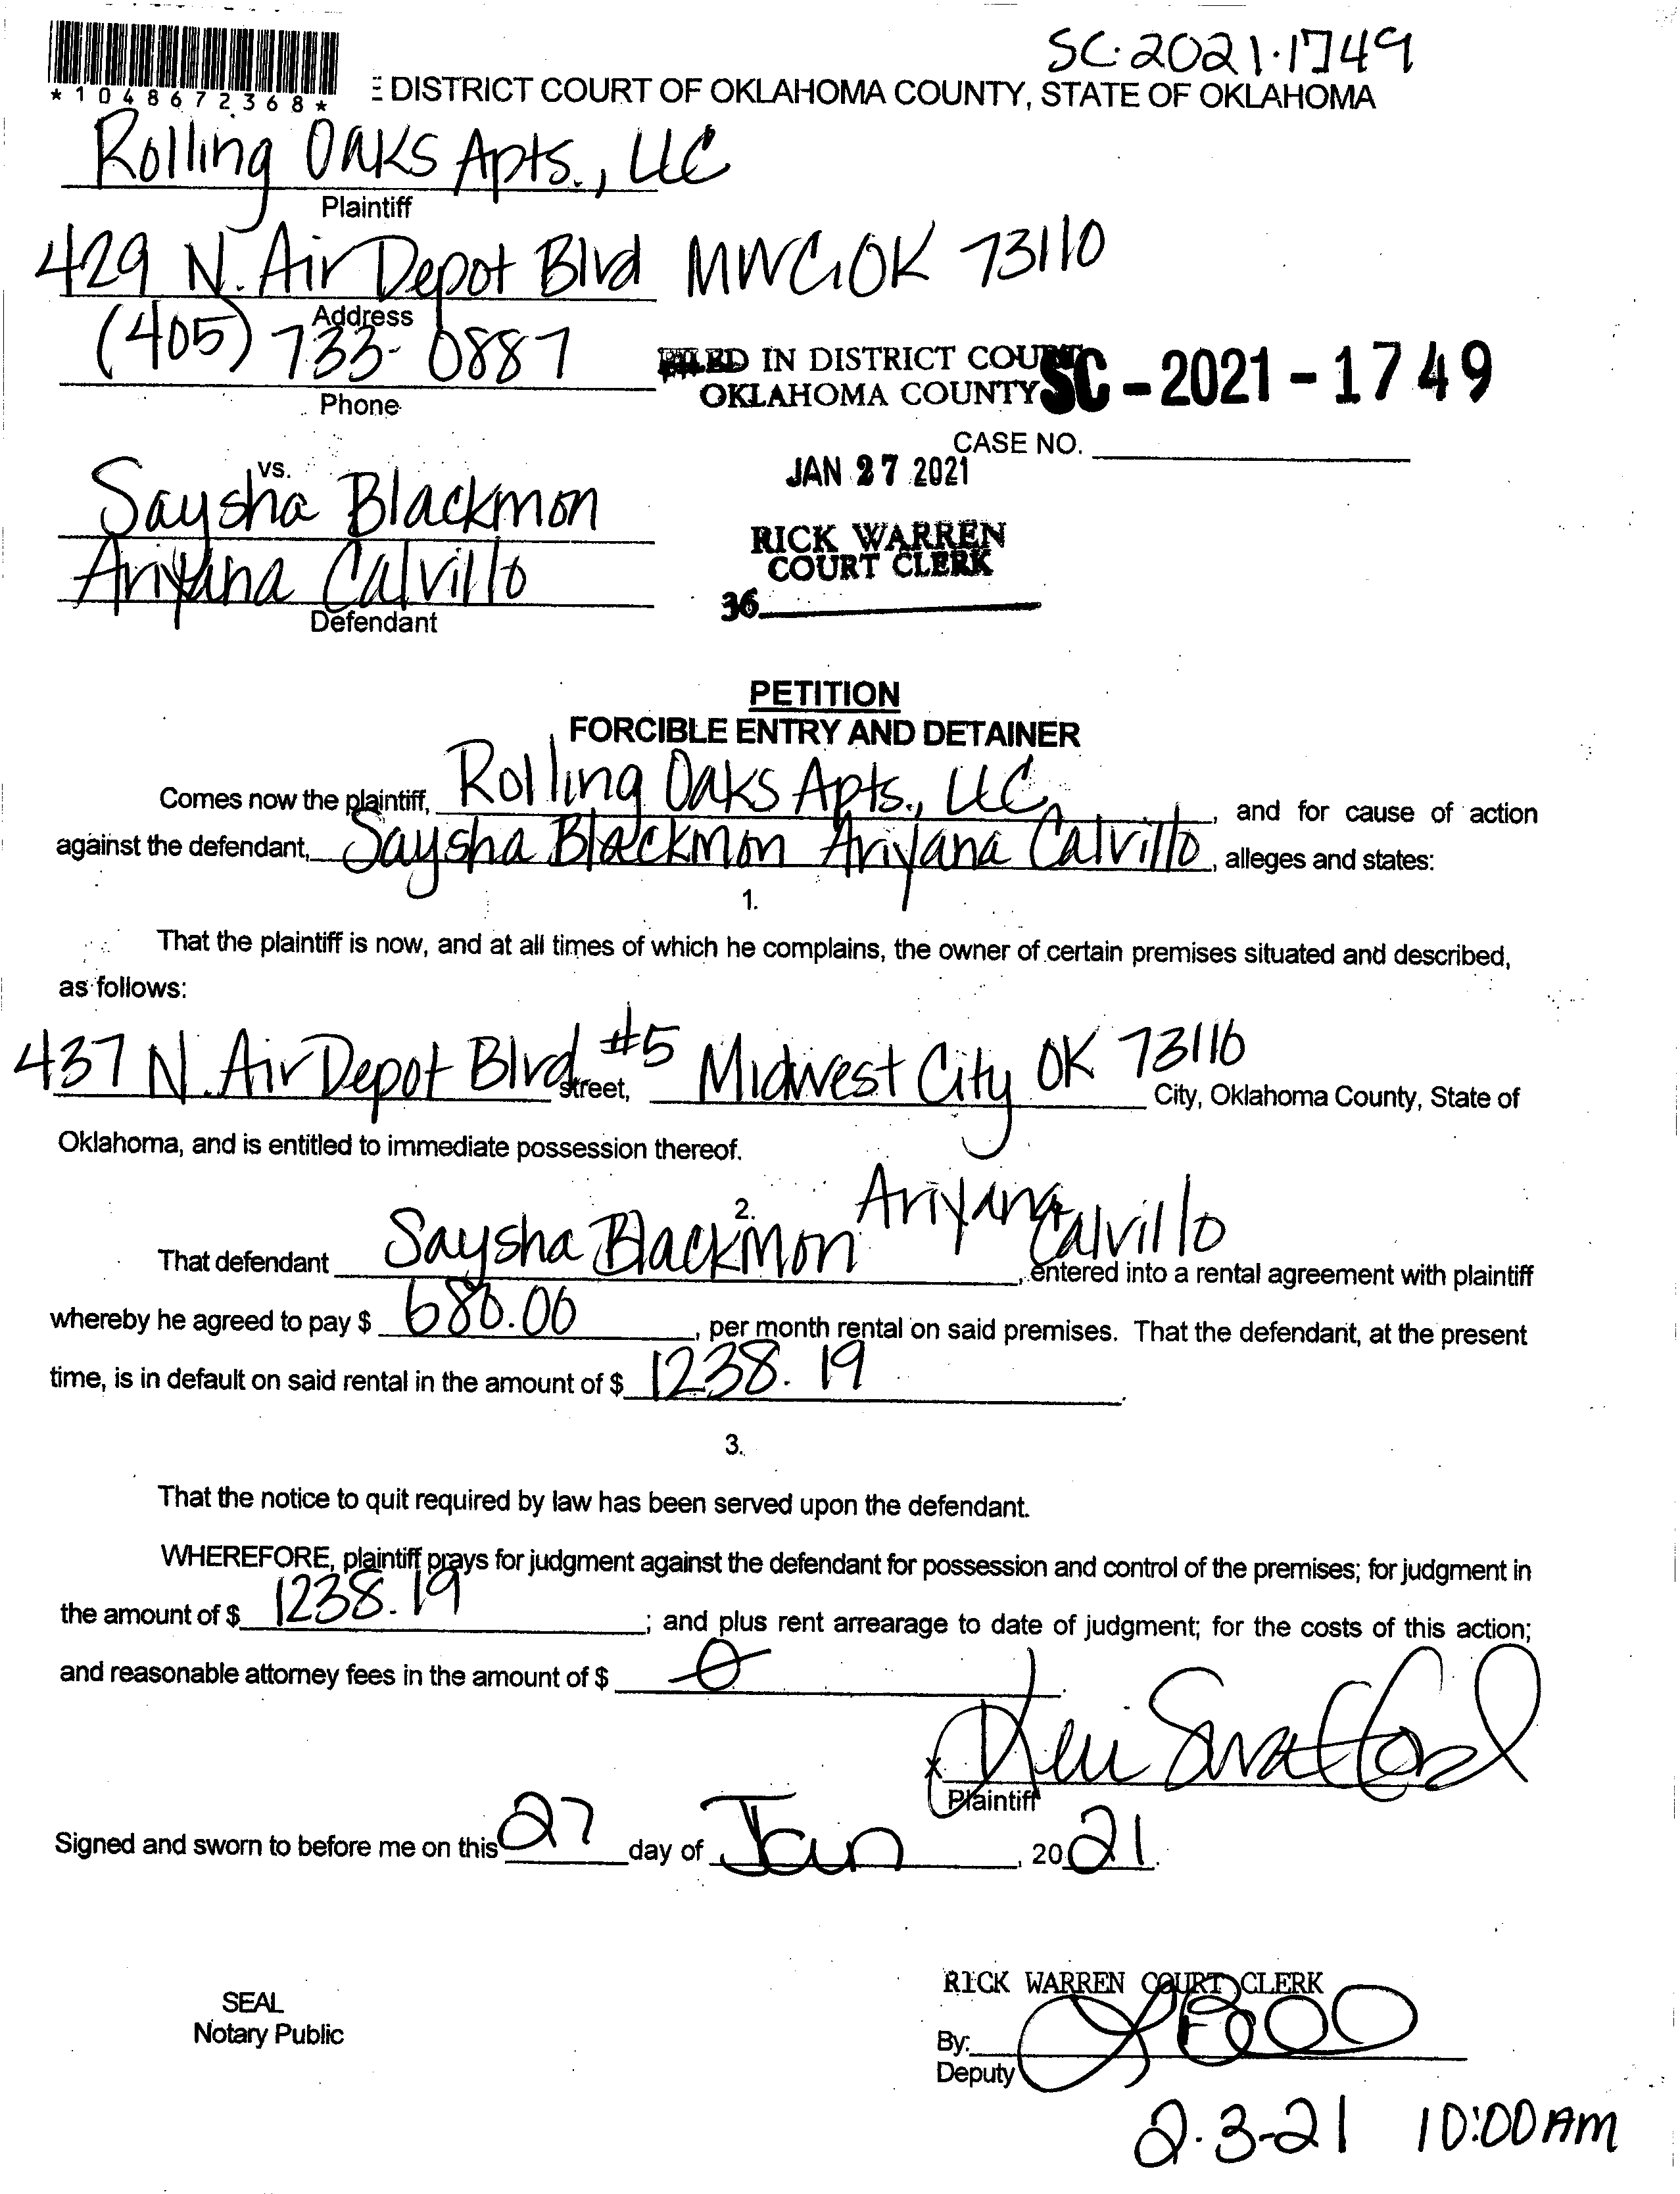 SC-2021-1749
*1048672368*
E DISTRICT COURT OF OKLAHOMA COUNTY, STATE OF OKLAHOMA
Rolling Oaks Apts., LLC
Plaintiff
429 N. Air Depot Blvd MWC, OK 73110
Address
(405) 733-0887
Phone
FILED IN DISTRICT COURT
OKLAHOMA COUNTY
SC - 2021 - 1749
CASE NO.
JAN 27 2021
vs.
Saysha Blackmon
RICK WARREN
COURT CLERK
Ariyana Calvillo
36
Defendant
PETITION
FORCIBLE ENTRY AND DETAINER
Comes now the plaintiff, Rolling Oaks Apts., LLC, and for cause of action
against the defendant, Saysha Blackmon Ariyana Calvillo, alleges and states:
1.
That the plaintiff is now, and at all times of which he complains, the owner of certain premises situated and described,
as follows:
437 N. Air Depot Blvd #5 street, Midwest City OK 73110 City, Oklahoma County, State of
Oklahoma, and is entitled to immediate possession thereof.
2.
That defendant Saysha Blackmon Ariyana Calvillo, entered into a rental agreement with plaintiff
whereby he agreed to pay $ 680.00, per month rental on said premises. That the defendant, at the present
time, is in default on said rental in the amount of $ 1238.19.
3.
That the notice to quit required by law has been served upon the defendant.
WHEREFORE, plaintiff prays for judgment against the defendant for possession and control of the premises; for judgment in
the amount of $ 1238.19; and plus rent arrearage to date of judgment; for the costs of this action;
and reasonable attorney fees in the amount of $ 0.
x
Plaintiff
Signed and sworn to before me on this 27 day of Jan, 2021.
RICK WARREN COURT CLERK
SEAL
Notary Public
By:
Deputy
2-3-21 10:00 AM